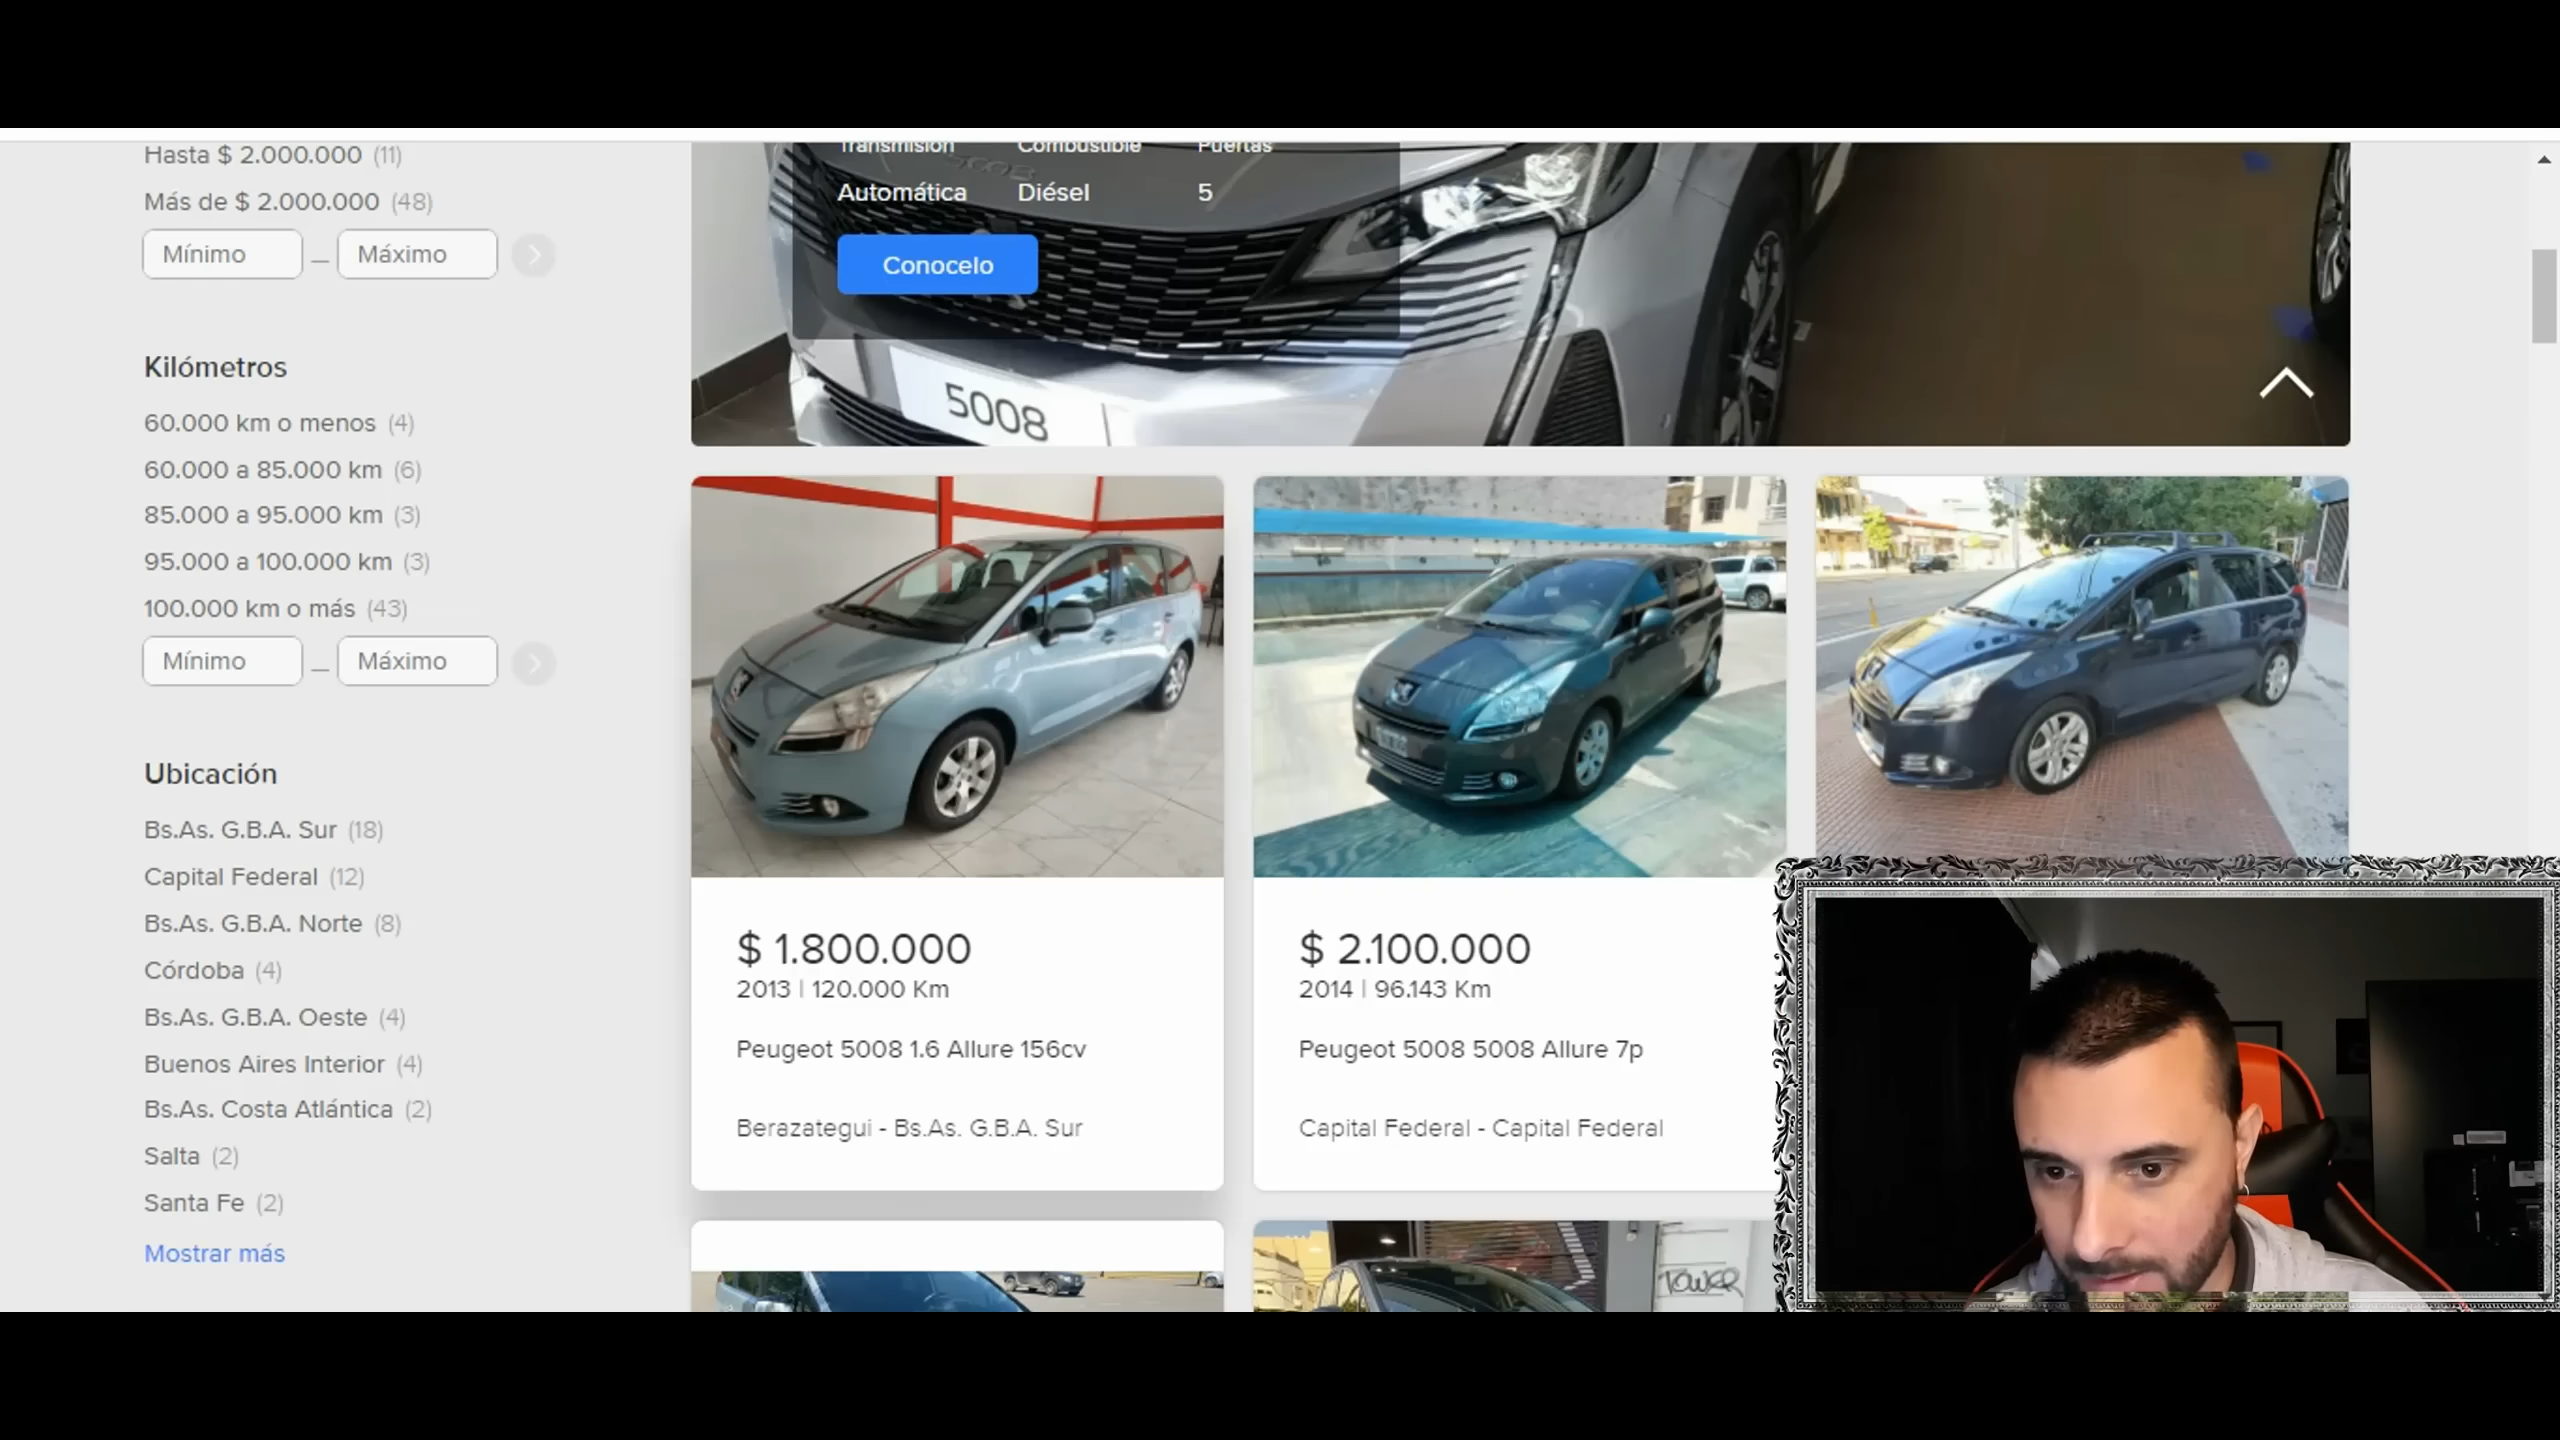 Hasta $ 2.000.000 (11)
Más de $ 2.000.000 (48)
Mínimo — Máximo
Kilómetros
60.000 km o menos (4)
60.000 a 85.000 km (6)
85.000 a 95.000 km (3)
95.000 a 100.000 km (3)
100.000 km o más (43)
Mínimo — Máximo
Ubicación
Bs.As. G.B.A. Sur (18)
Capital Federal (12)
Bs.As. G.B.A. Norte (8)
Córdoba (4)
Bs.As. G.B.A. Oeste (4)
Buenos Aires Interior (4)
Bs.As. Costa Atlántica (2)
Salta (2)
Santa Fe (2)
Mostrar más
Transmisión Combustible Puertas
Automática Diésel 5
Conocelo
5008
$ 1.800.000
2013 | 120.000 Km
Peugeot 5008 1.6 Allure 156cv
Berazategui - Bs.As. G.B.A. Sur
$ 2.100.000
2014 | 96.143 Km
Peugeot 5008 5008 Allure 7p
Capital Federal - Capital Federal
TOWER